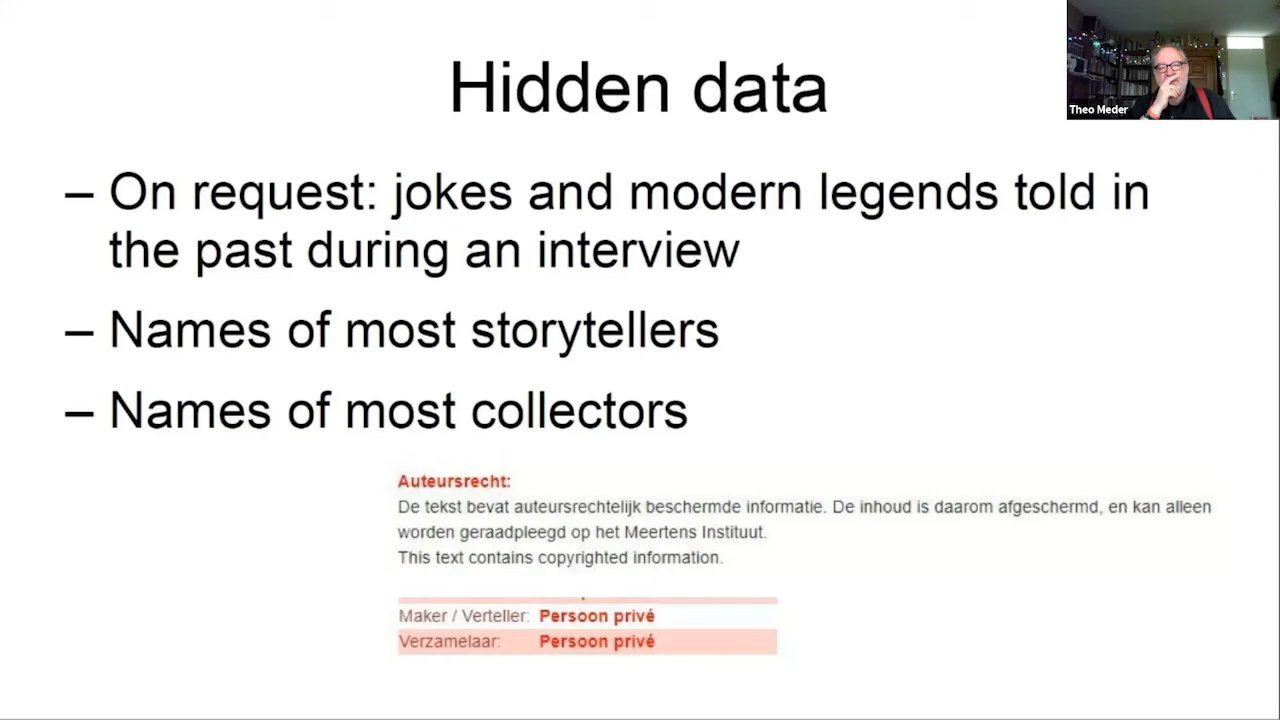 Hidden data
Theo Meder
– On request: jokes and modern legends told in
the past during an interview
– Names of most storytellers
– Names of most collectors
Auteursrecht:
De tekst bevat auteursrechtelijk beschermde informatie. De inhoud is daarom afgeschermd, en kan alleen
worden geraadpleegd op het Meertens Instituut.
This text contains copyrighted information.
Maker / Verteller: Persoon privé
Verzamelaar: Persoon privé